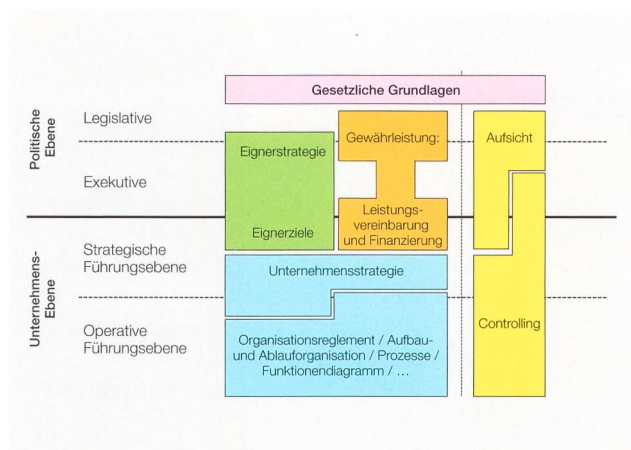 Gesetzliche Grundlagen
Politische
Ebene
Legislative
Exekutive
Eignerstrategie
Eignerziele
Gewährleistung:
Leistungs-
vereinbarung
und Finanzierung
Aufsicht
Unternehmens-
Ebene
Strategische
Führungsebene
Operative
Führungsebene
Unternehmensstrategie
Organisationsreglement / Aufbau-
und Ablauforganisation / Prozesse /
Funktionendiagramm / ...
Controlling